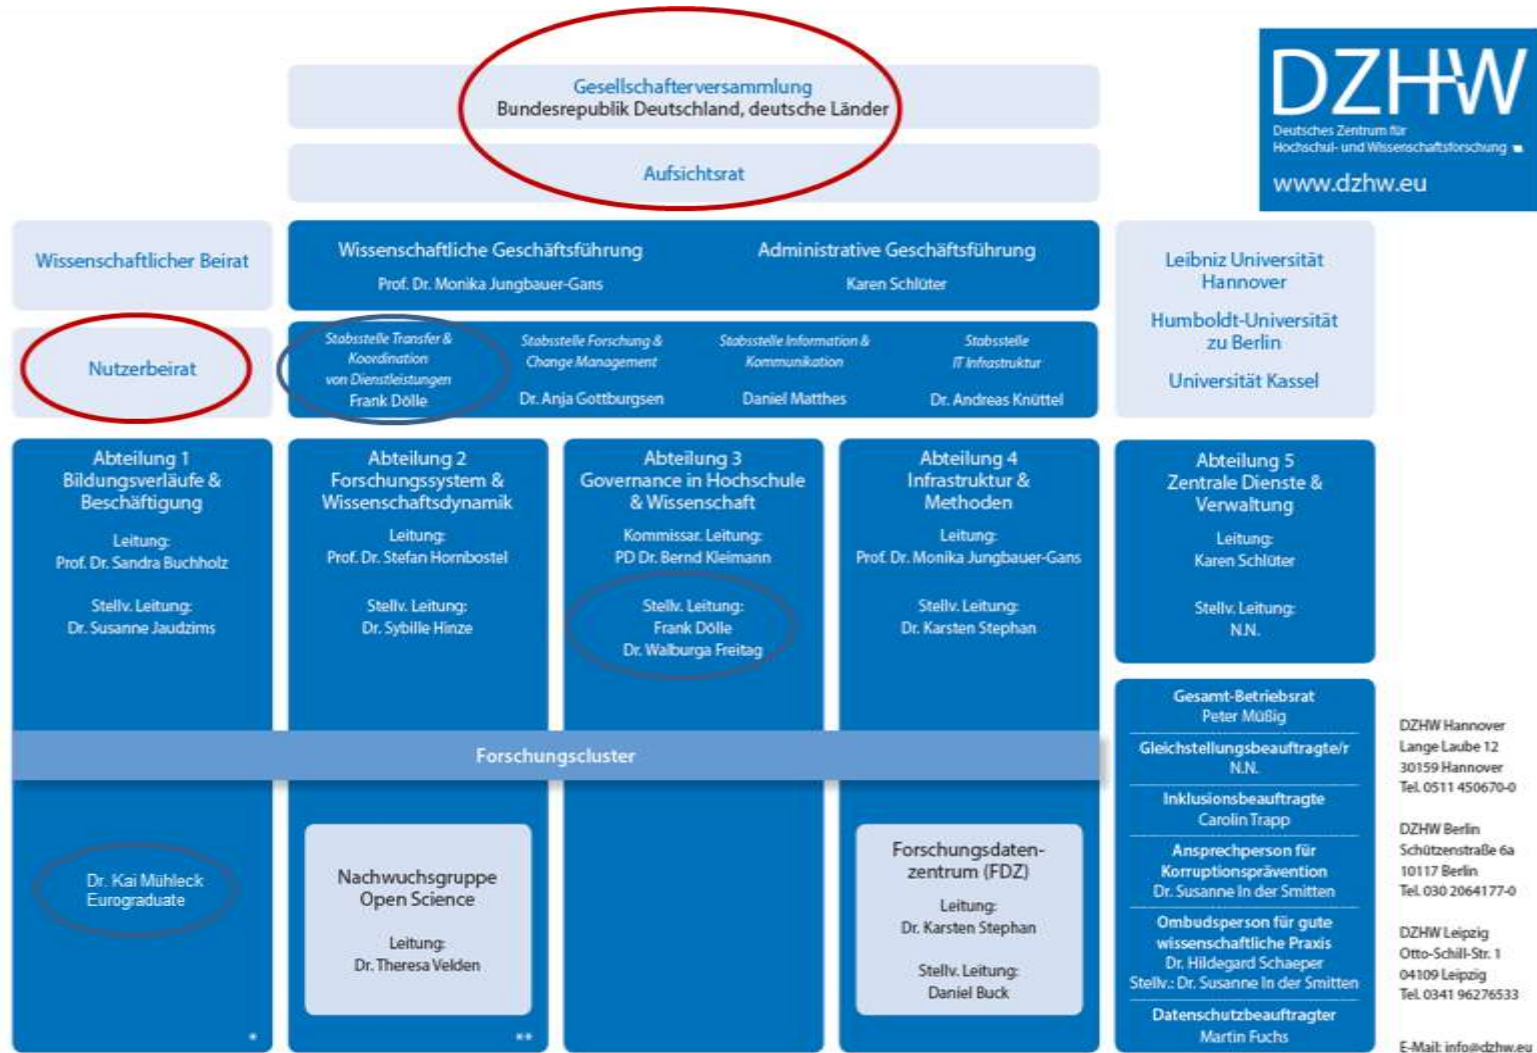 Gesellschafterversammlung
Bundesrepublik Deutschland, deutsche Länder
Aufsichtsrat
DZHW
Deutsches Zentrum für
Hochschul- und Wissenschaftsforschung
www.dzhw.eu
Wissenschaftlicher Beirat
Wissenschaftliche Geschäftsführung
Prof. Dr. Monika Jungbauer-Gans
Administrative Geschäftsführung
Karen Schlüter
Leibniz Universität
Hannover
Humboldt-Universität
zu Berlin
Universität Kassel
Nutzerbeirat
Stabsstelle Transfer &
Koordination
von Dienstleistungen
Frank Dölle
Stabsstelle Forschung &
Change Management
Dr. Anja Gottburgsen
Stabsstelle Information &
Kommunikation
Daniel Matthes
Stabsstelle
IT Infrastruktur
Dr. Andreas Knüttel
Abteilung 1
Bildungsverläufe &
Beschäftigung
Leitung:
Prof. Dr. Sandra Buchholz
Stellv. Leitung:
Dr. Susanne Jaudzims
Abteilung 2
Forschungssystem &
Wissenschaftsdynamik
Leitung:
Prof. Dr. Stefan Hornbostel
Stellv. Leitung:
Dr. Sybille Hinze
Abteilung 3
Governance in Hochschule
& Wissenschaft
Kommissar. Leitung:
PD Dr. Bernd Kleimann
Stellv. Leitung:
Frank Dölle
Dr. Walburga Freitag
Abteilung 4
Infrastruktur &
Methoden
Leitung:
Prof. Dr. Monika Jungbauer-Gans
Stellv. Leitung:
Dr. Karsten Stephan
Abteilung 5
Zentrale Dienste &
Verwaltung
Leitung:
Karen Schlüter
Stellv. Leitung:
N.N.
Forschungscluster
Dr. Kai Mühleck
Eurograduate
*
Nachwuchsgruppe
Open Science
Leitung:
Dr. Theresa Velden
**
Forschungsdaten-
zentrum (FDZ)
Leitung:
Dr. Karsten Stephan
Stellv. Leitung:
Daniel Buck
Gesamt-Betriebsrat
Peter Müßig
Gleichstellungsbeauftragte/r
N.N.
Inklusionsbeauftragte
Carolin Trapp
Ansprechperson für
Korruptionsprävention
Dr. Susanne In der Smitten
Ombudsperson für gute
wissenschaftliche Praxis
Dr. Hildegard Schaeper
Stellv.: Dr. Susanne In der Smitten
Datenschutzbeauftragter
Martin Fuchs
DZHW Hannover
Lange Laube 12
30159 Hannover
Tel. 0511 450670-0
DZHW Berlin
Schützenstraße 6a
10117 Berlin
Tel. 030 2064177-0
DZHW Leipzig
Otto-Schill-Str. 1
04109 Leipzig
Tel. 0341 96276533
E-Mail: info@dzhw.eu